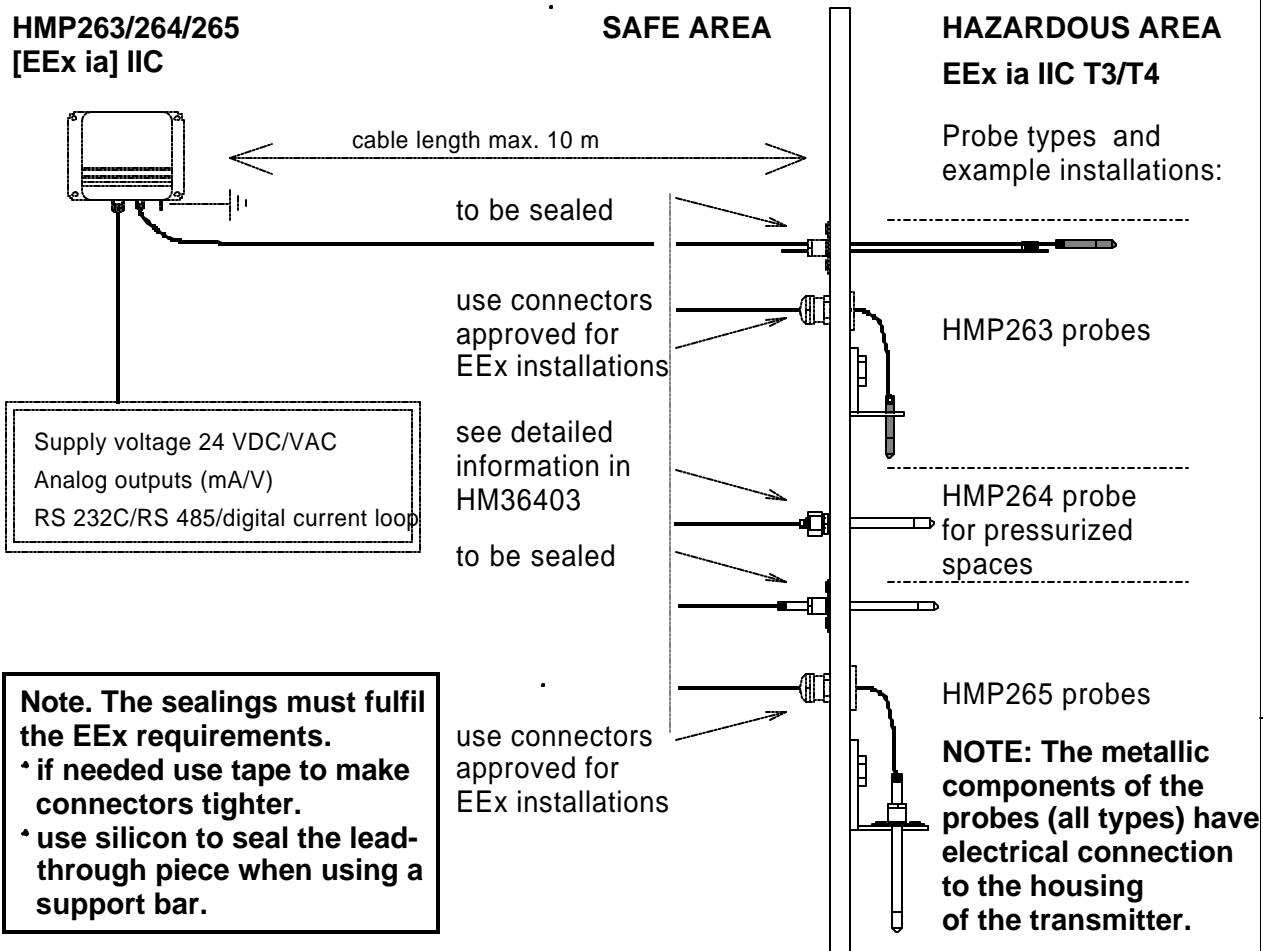 HMP263/264/265
[EEx ia] IIC
SAFE AREA
HAZARDOUS AREA
EEx ia IIC T3/T4
cable length max. 10 m
Probe types and
example installations:
to be sealed
use connectors
approved for
EEx installations
HMP263 probes
Supply voltage 24 VDC/VAC
Analog outputs (mA/V)
RS 232C/RS 485/digital current loop
see detailed
information in
HM36403
HMP264 probe
for pressurized
spaces
to be sealed
Note. The sealings must fulfil
the EEx requirements.
• if needed use tape to make
connectors tighter.
• use silicon to seal the lead-
through piece when using a
support bar.
use connectors
approved for
EEx installations
HMP265 probes
NOTE: The metallic
components of the
probes (all types) have
electrical connection
to the housing
of the transmitter.